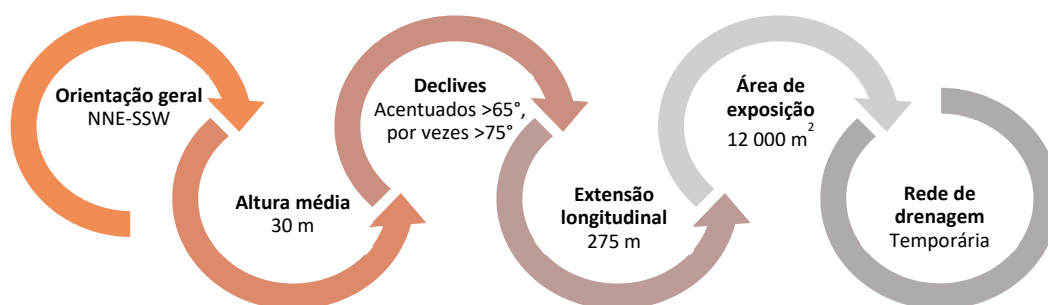 Orientação geral
NNE-SSW
Altura média
30 m
Declives
Acentuados >65°,
por vezes >75°
Extensão
longitudinal
275 m
Área de
exposição
12 000 m²
Rede de
drenagem
Temporária